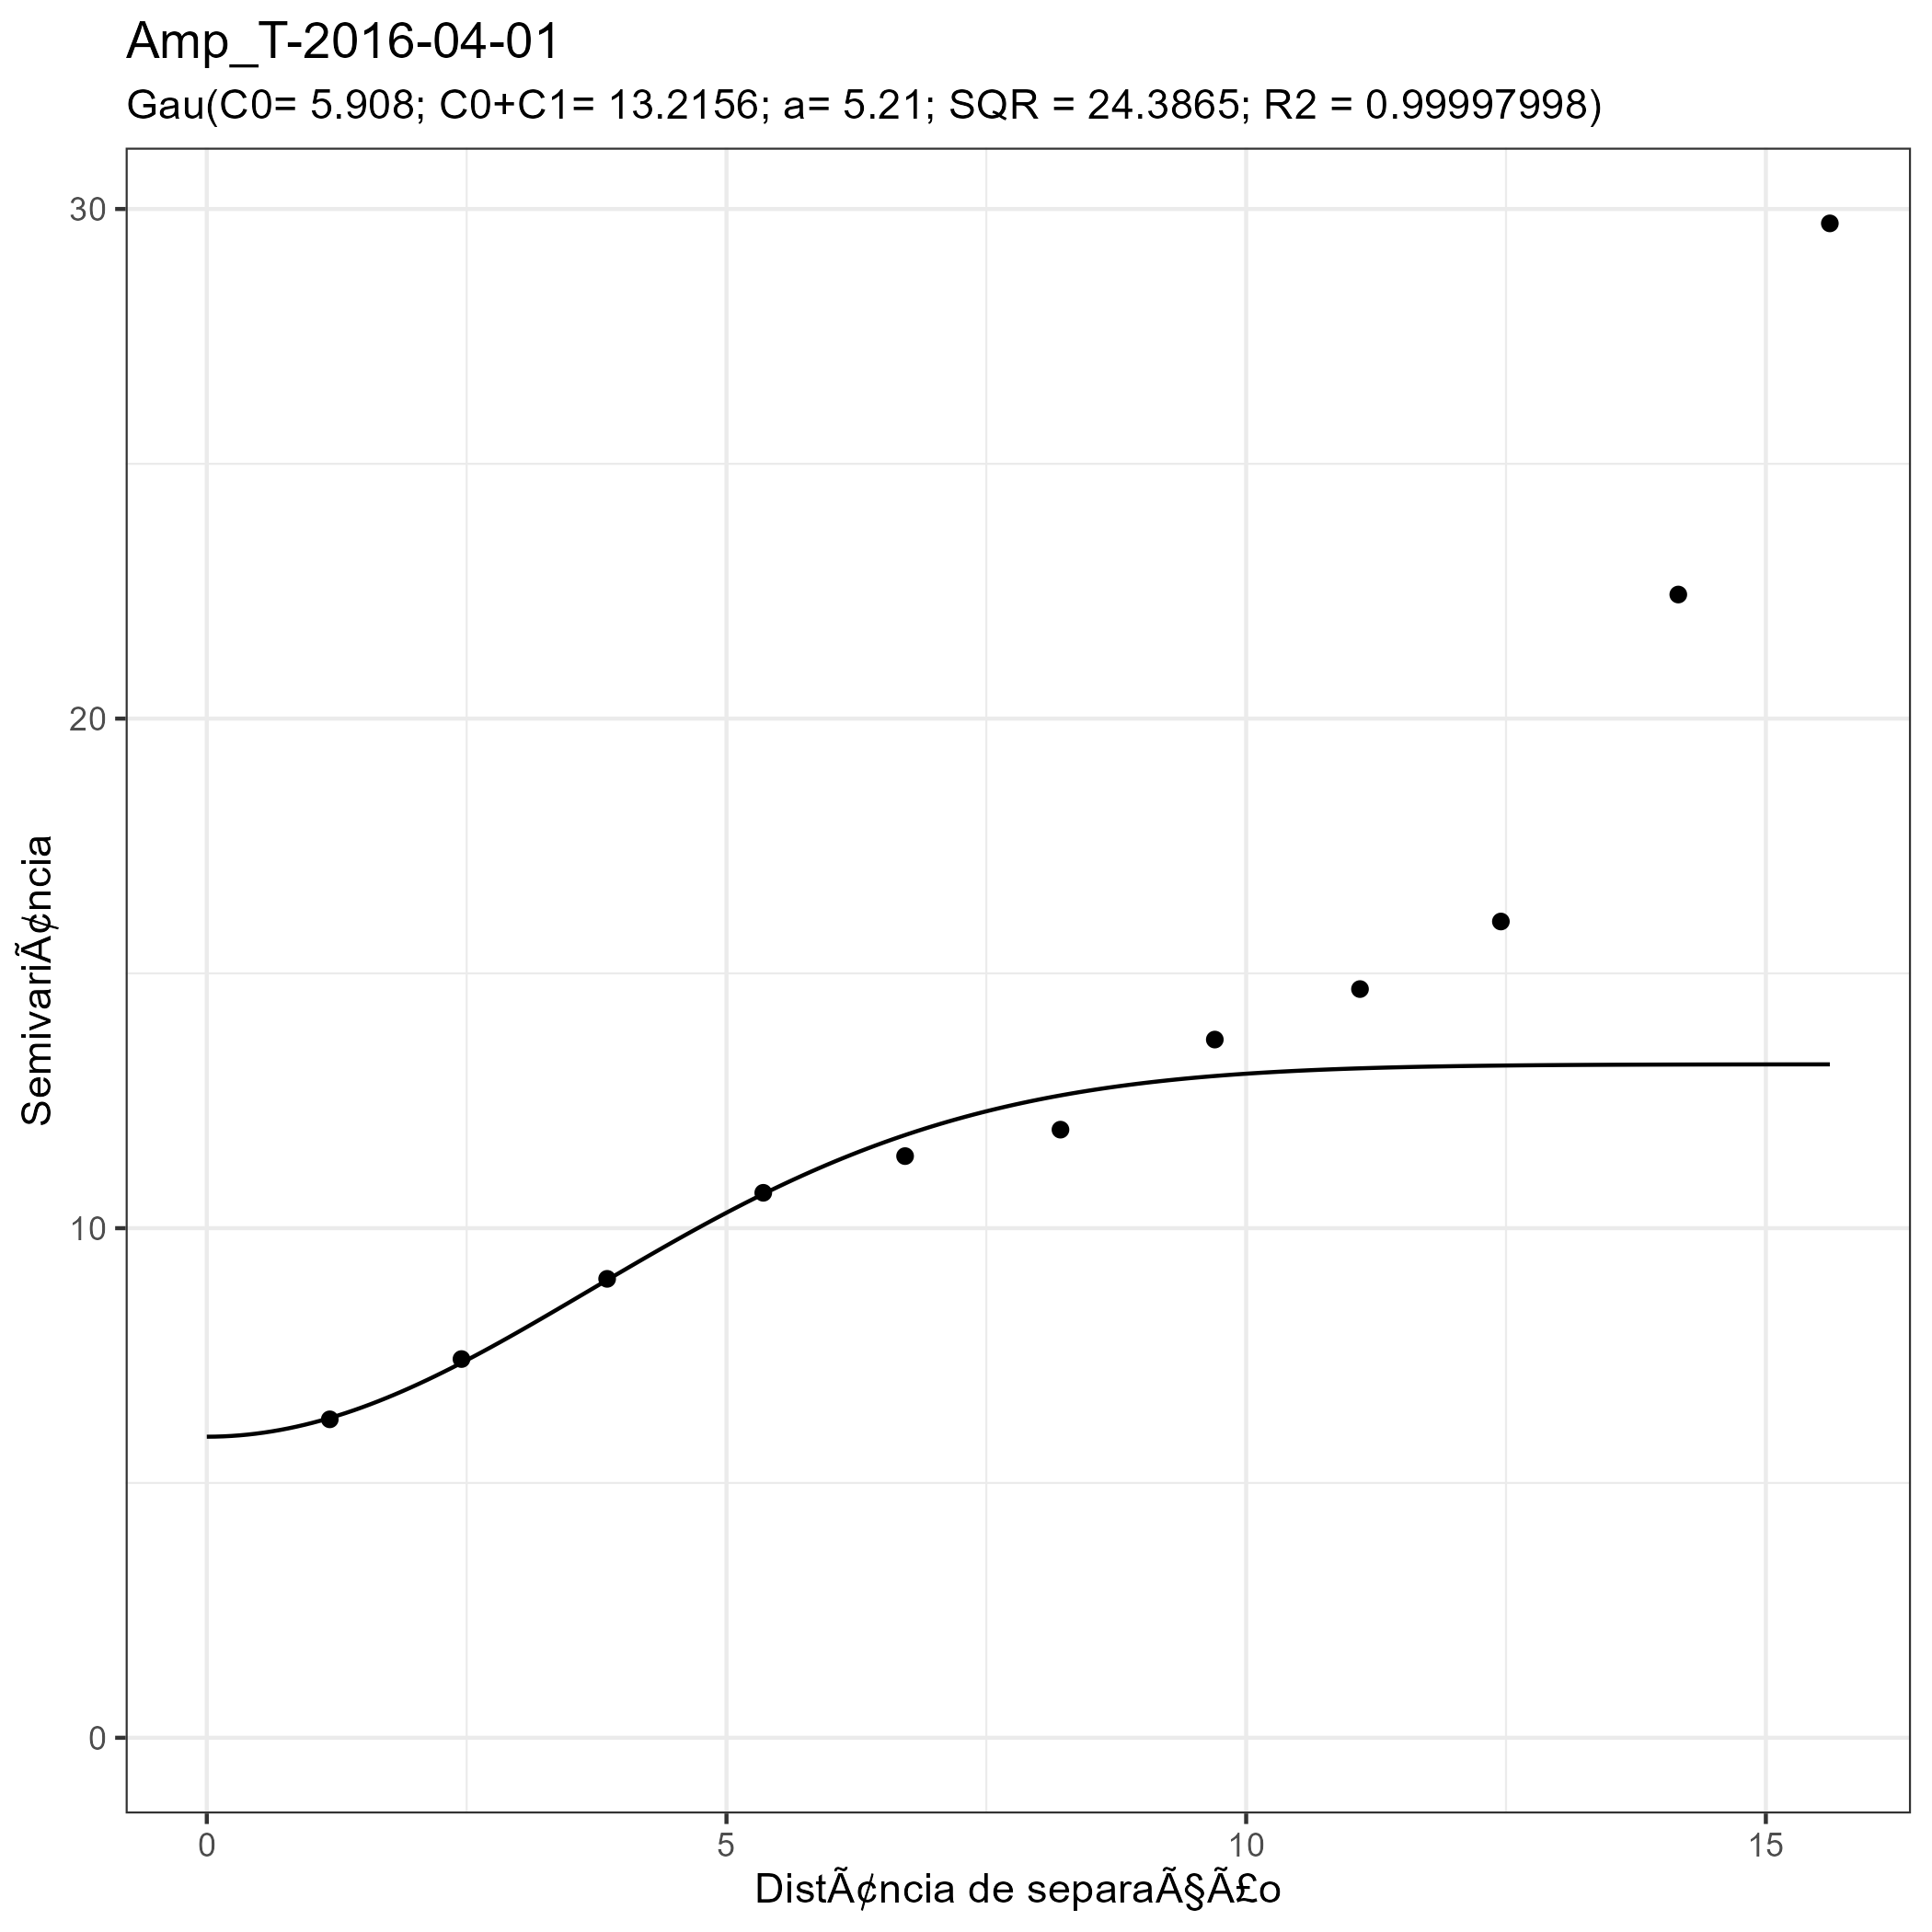 Amp_T-2016-04-01
Gau(C0= 5.908; C0+C1= 13.2156; a= 5.21; SQR = 24.3865; R2 = 0.99997998)
30
20
10
0
SemivariÃ¢ncia
0 5 10 15
DistÃ¢ncia de separaÃ§Ã£o